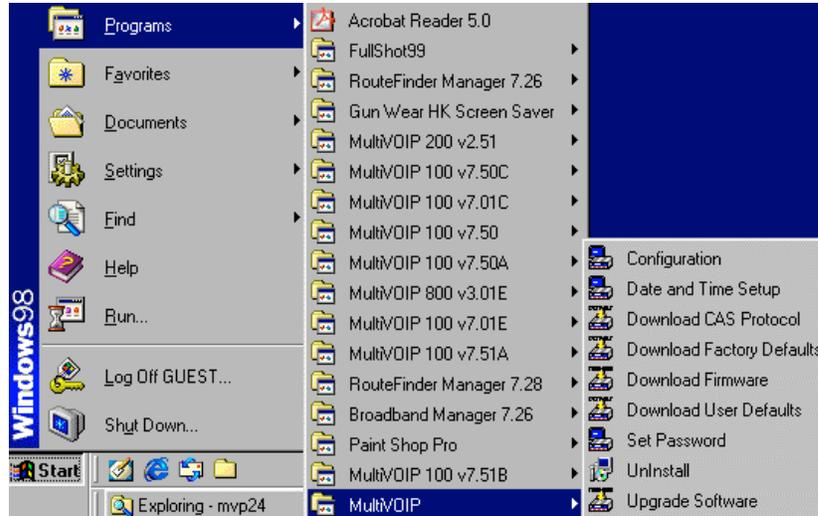 Programs
Favorites
Documents
Settings
Find
Help
Run...
Log Off GUEST...
Shut Down...
Windows98
Start
Exploring - mvp24
Acrobat Reader 5.0
FullShot99
RouteFinder Manager 7.26
Gun Wear HK Screen Saver
MultiVOIP 200 v2.51
MultiVOIP 100 v7.50C
MultiVOIP 100 v7.01C
MultiVOIP 100 v7.50
MultiVOIP 100 v7.50A
MultiVOIP 800 v3.01E
MultiVOIP 100 v7.01E
MultiVOIP 100 v7.51A
RouteFinder Manager 7.28
Broadband Manager 7.26
Paint Shop Pro
MultiVOIP 100 v7.51B
MultiVOIP
Configuration
Date and Time Setup
Download CAS Protocol
Download Factory Defaults
Download Firmware
Download User Defaults
Set Password
UnInstall
Upgrade Software